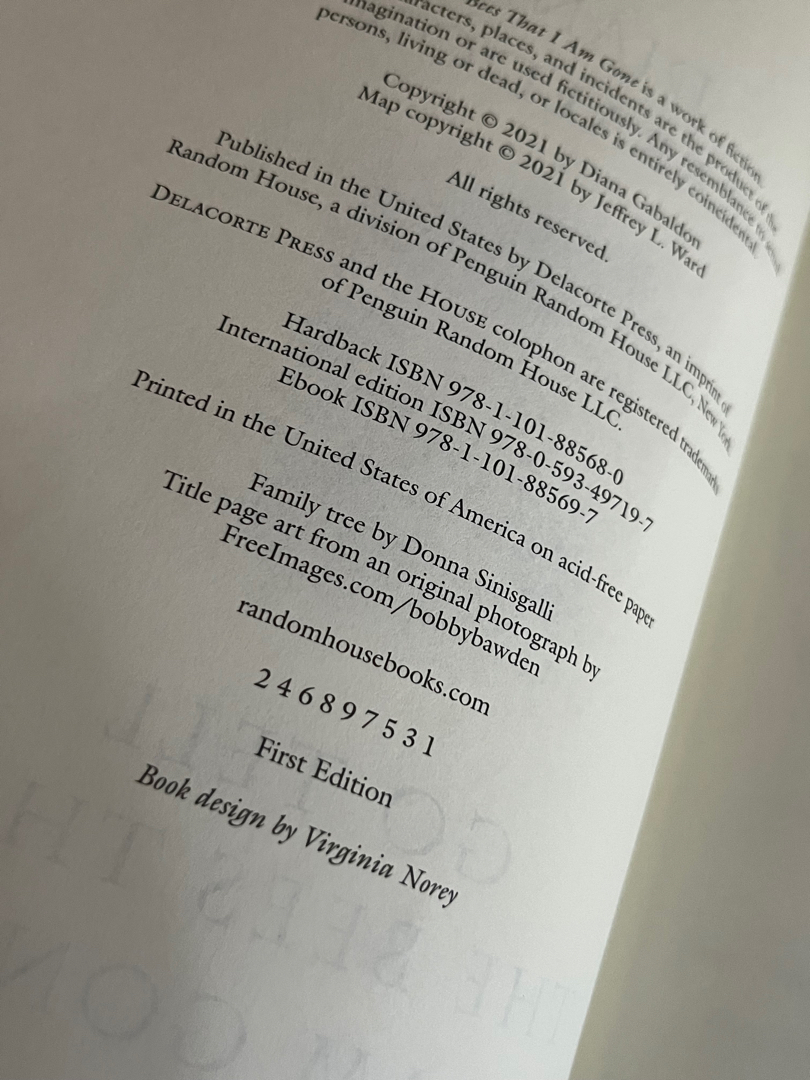 Bees That I Am Gone is a work of fiction.
characters, places, and incidents are the product of the
imagination or are used fictitiously. Any resemblance to actual
persons, living or dead, or locales is entirely coincidental.
Copyright © 2021 by Diana Gabaldon
Map copyright © 2021 by Jeffrey L. Ward
All rights reserved.
Published in the United States by Delacorte Press, an imprint of
Random House, a division of Penguin Random House LLC, New York.
DELACORTE PRESS and the HOUSE colophon are registered trademarks
of Penguin Random House LLC.
Hardback ISBN 978-1-101-88568-0
International edition ISBN 978-0-593-49719-7
Ebook ISBN 978-1-101-88569-7
Printed in the United States of America on acid-free paper
Family tree by Donna Sinisgalli
Title page art from an original photograph by
FreeImages.com/bobbybawden
randomhousebooks.com
2 4 6 8 9 7 5 3 1
First Edition
Book design by Virginia Norey